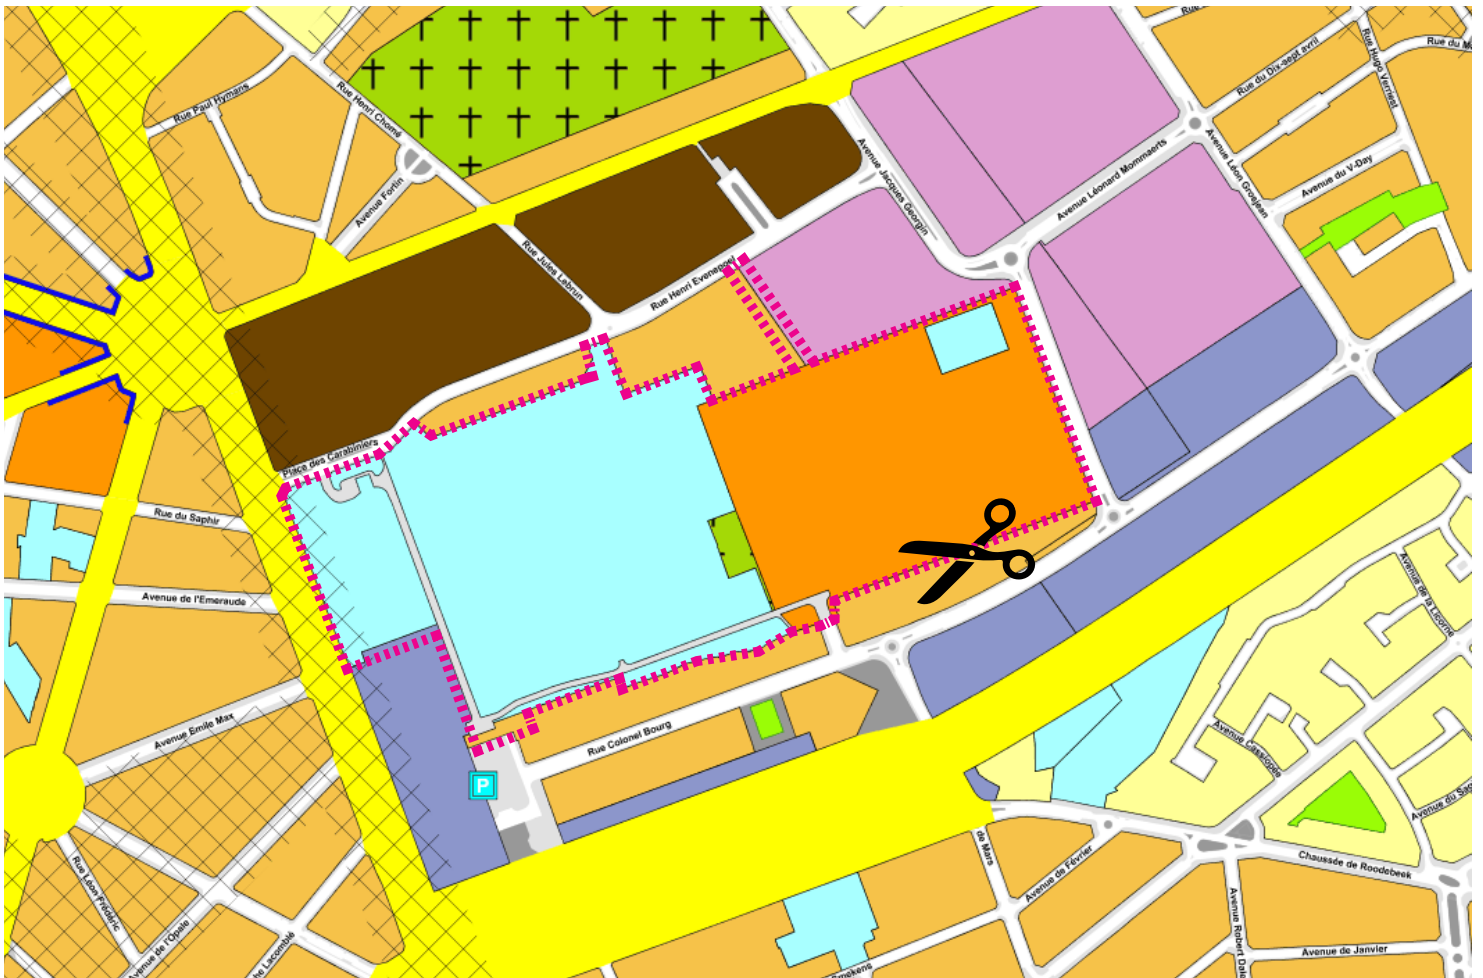 Rue du Dix-sept avril
Rue Hugo Verriest
Rue Paul Hymans
Rue Henri Chomé
Avenue Fortin
Avenue Jacques Georgin
Avenue Léonard Mommaerts
Avenue Léon Grosjean
Avenue du V-Day
Rue Jules Lebrun
Rue Henri Evenepoel
Place des Carabiniers
Rue du Saphir
Avenue de l'Emeraude
Avenue Emile Max
Rue Colonel Bourg
P
Avenue de la Licorne
Avenue Cassiopée
Chaussée de Roodebeek
de Mars
Avenue de Février
Avenue de Janvier
Rue Léon Frédéric
Avenue de l'Opale
Lacomblé